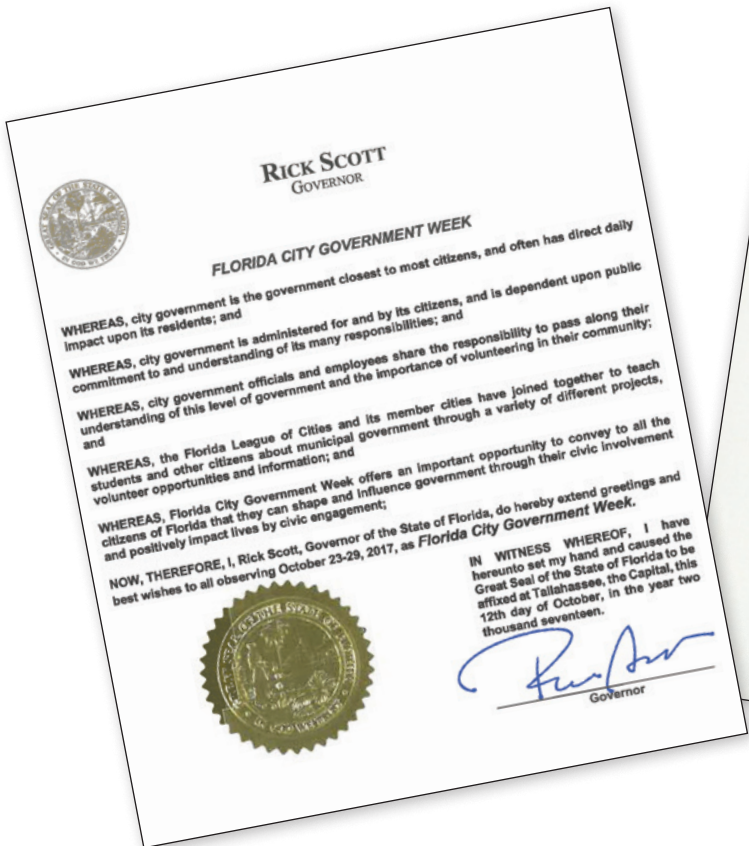 RICK SCOTT
GOVERNOR
FLORIDA CITY GOVERNMENT WEEK
WHEREAS, city government is the government closest to most citizens, and often has direct daily
impact upon its residents; and
WHEREAS, city government is administered for and by its citizens, and is dependent upon public
commitment to and understanding of its many responsibilities; and
WHEREAS, city government officials and employees share the responsibility to pass along their
understanding of this level of government and the importance of volunteering in their community;
and
WHEREAS, the Florida League of Cities and its member cities have joined together to teach
students and other citizens about municipal government through a variety of different projects,
volunteer opportunities and information; and
WHEREAS, Florida City Government Week offers an important opportunity to convey to all the
citizens of Florida that they can shape and influence government through their civic involvement
and positively impact lives by civic engagement;
NOW, THEREFORE, I, Rick Scott, Governor of the State of Florida, do hereby extend greetings and
best wishes to all observing October 23-29, 2017, as Florida City Government Week.
IN WITNESS WHEREOF, I have
hereunto set my hand and caused the
Great Seal of the State of Florida to be
affixed at Tallahassee, the Capital, this
12th day of October, in the year two
thousand seventeen.
Governor